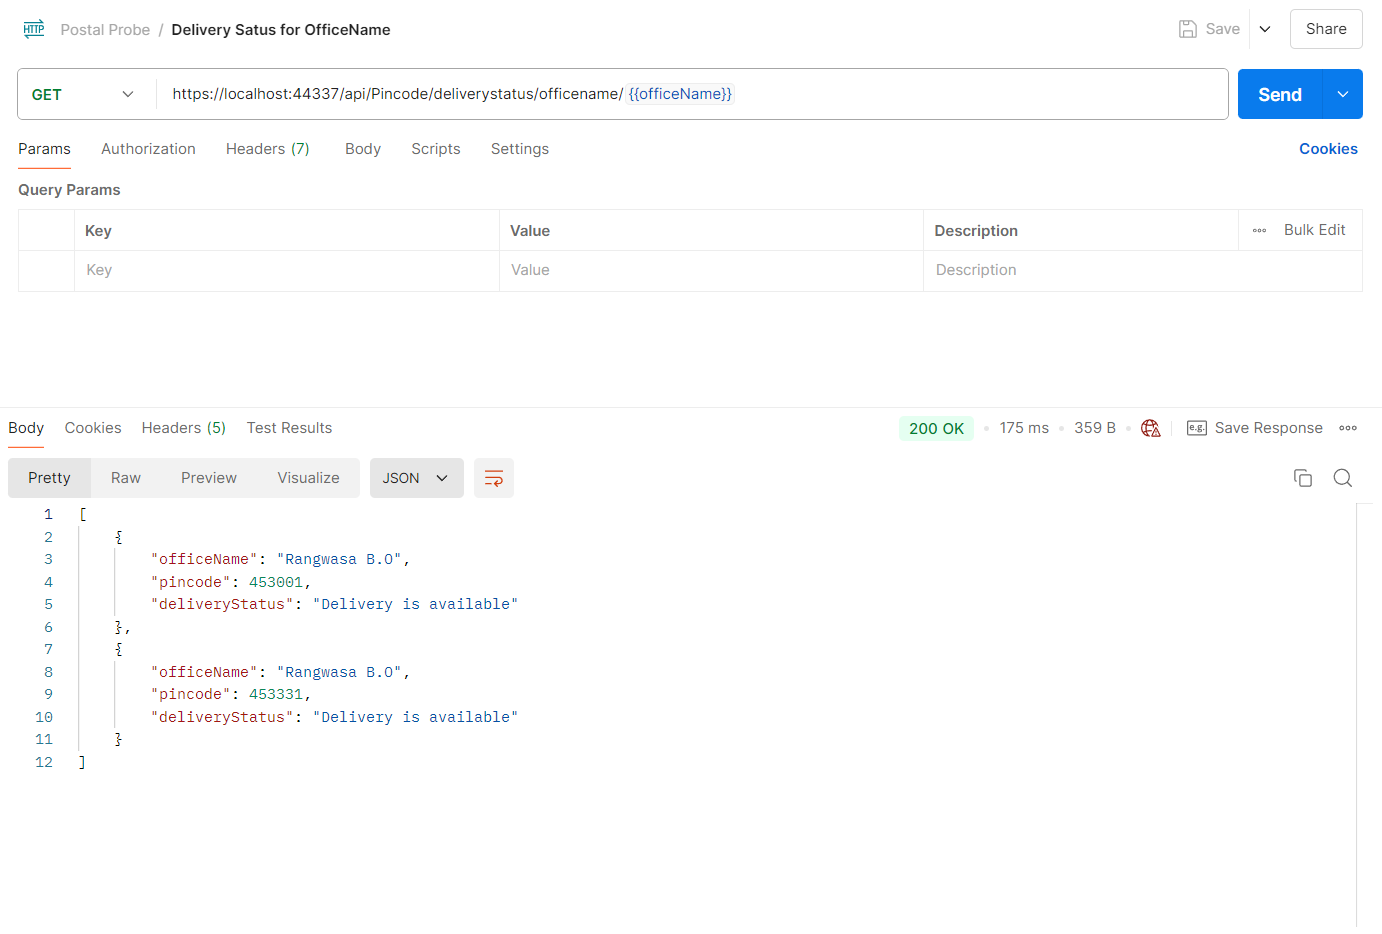 HTTP Postal Probe / Delivery Satus for OfficeName Save Share
GET https://localhost:44337/api/Pincode/deliverystatus/officename/ {{officeName}} Send
Params Authorization Headers (7) Body Scripts Settings Cookies
Query Params
Key Value Description Bulk Edit
Key Value Description
Body Cookies Headers (5) Test Results 200 OK 175 ms 359 B e.g. Save Response
Pretty Raw Preview Visualize JSON
1 [
2 {
3 "officeName": "Rangwasa B.O",
4 "pincode": 453001,
5 "deliveryStatus": "Delivery is available"
6 },
7 {
8 "officeName": "Rangwasa B.O",
9 "pincode": 453331,
10 "deliveryStatus": "Delivery is available"
11 }
12 ]